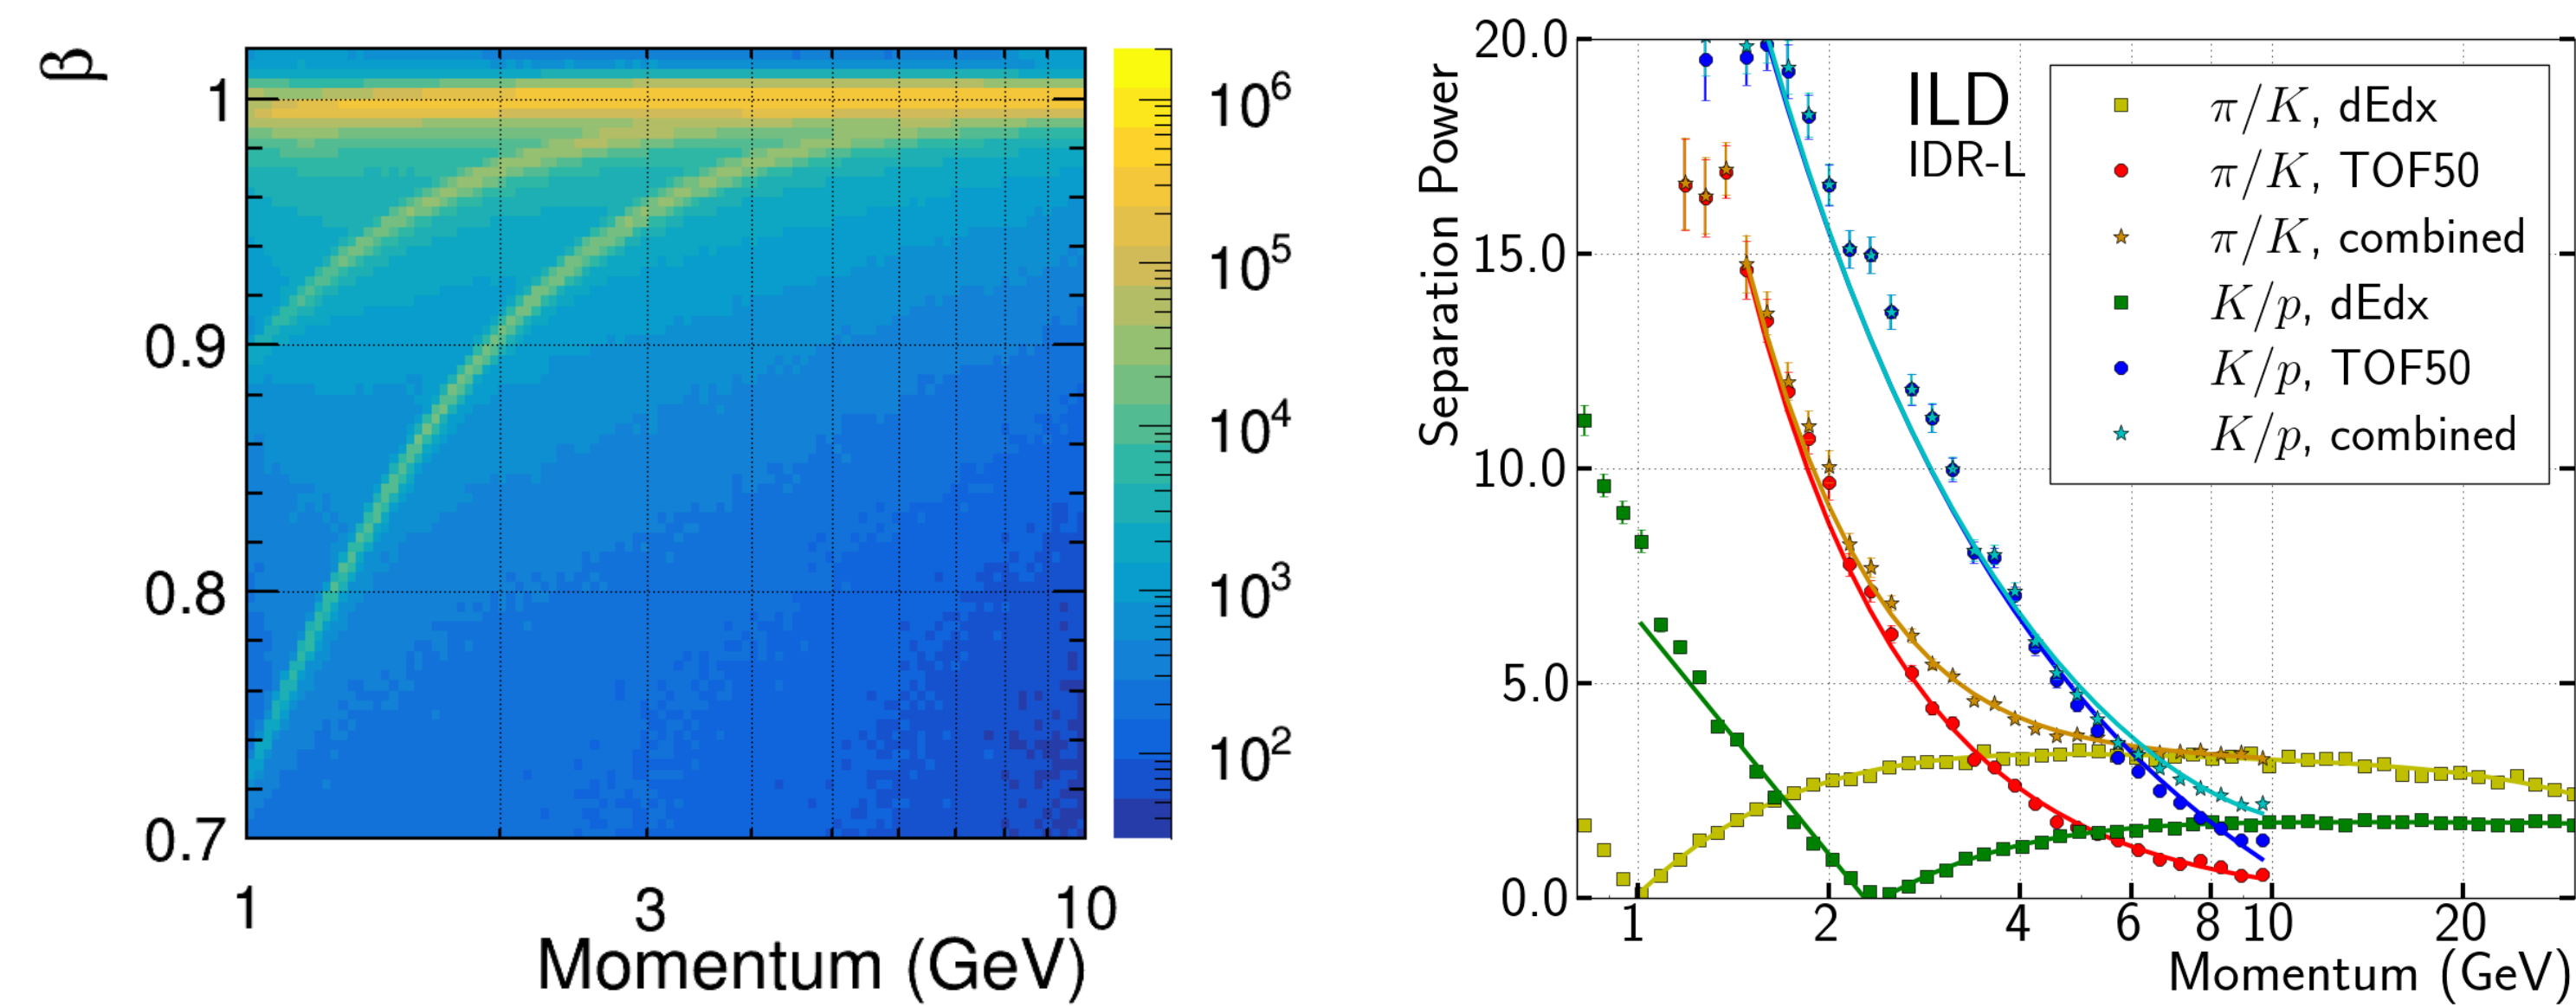 β
1
0.9
0.8
0.7
1
3
10
Momentum (GeV)
10⁶
10⁵
10⁴
10³
10²
Separation Power
20.0
15.0
10.0
5.0
0.0
ILD
IDR-L
π/K, dEdx
π/K, TOF50
π/K, combined
K/p, dEdx
K/p, TOF50
K/p, combined
1
2
4
6
8
10
20
Momentum (GeV)